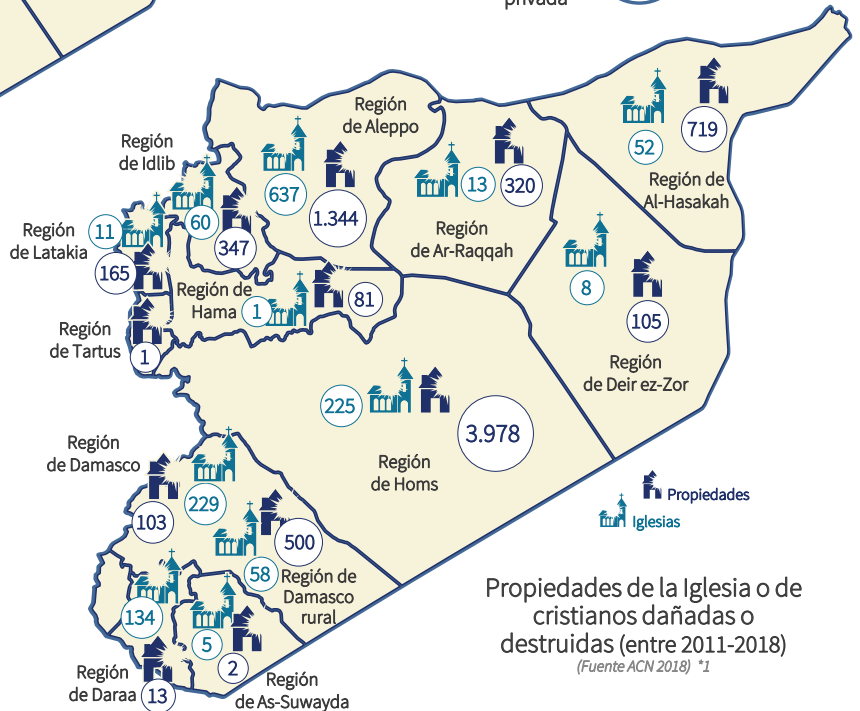 privada
Región
de Aleppo
637
1.344
Región
de Idlib
60
347
Región
de Latakia
11
165
Región
de Tartus
1
Región de
Hama
1
81
13
320
Región
de Ar-Raqqah
52
719
Región de
Al-Hasakah
8
105
Región
de Deir ez-Zor
225
3.978
Región
de Homs
Región
de Damasco
229
103
500
58
Región de
Damasco
rural
134
Región
de Daraa
13
5
2
Región
de As-Suwayda
Propiedades
Iglesias
Propiedades de la Iglesia o de
cristianos dañadas o
destruidas (entre 2011-2018)
(Fuente ACN 2018) *1